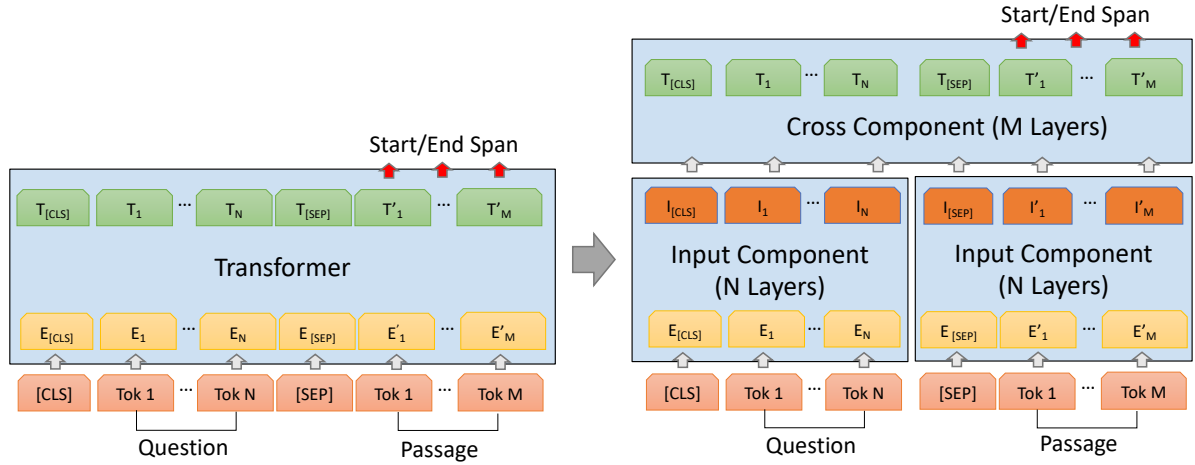 Start/End Span
T[CLS] T1 ... TN T[SEP] T'1 ... T'M
Transformer
E[CLS] E1 ... EN E [SEP] E'1 ... E'M
[CLS] Tok 1 ... Tok N [SEP] Tok 1 ... Tok M
Question Passage
Start/End Span
T[CLS] T1 ... TN T[SEP] T'1 ... T'M
Cross Component (M Layers)
I[CLS] I1 ... IN I[SEP] I'1 ... I'M
Input Component
(N Layers)
Input Component
(N Layers)
E[CLS] E1 ... EN E [SEP] E'1 ... E'M
[CLS] Tok 1 ... Tok N [SEP] Tok 1 ... Tok M
Question Passage